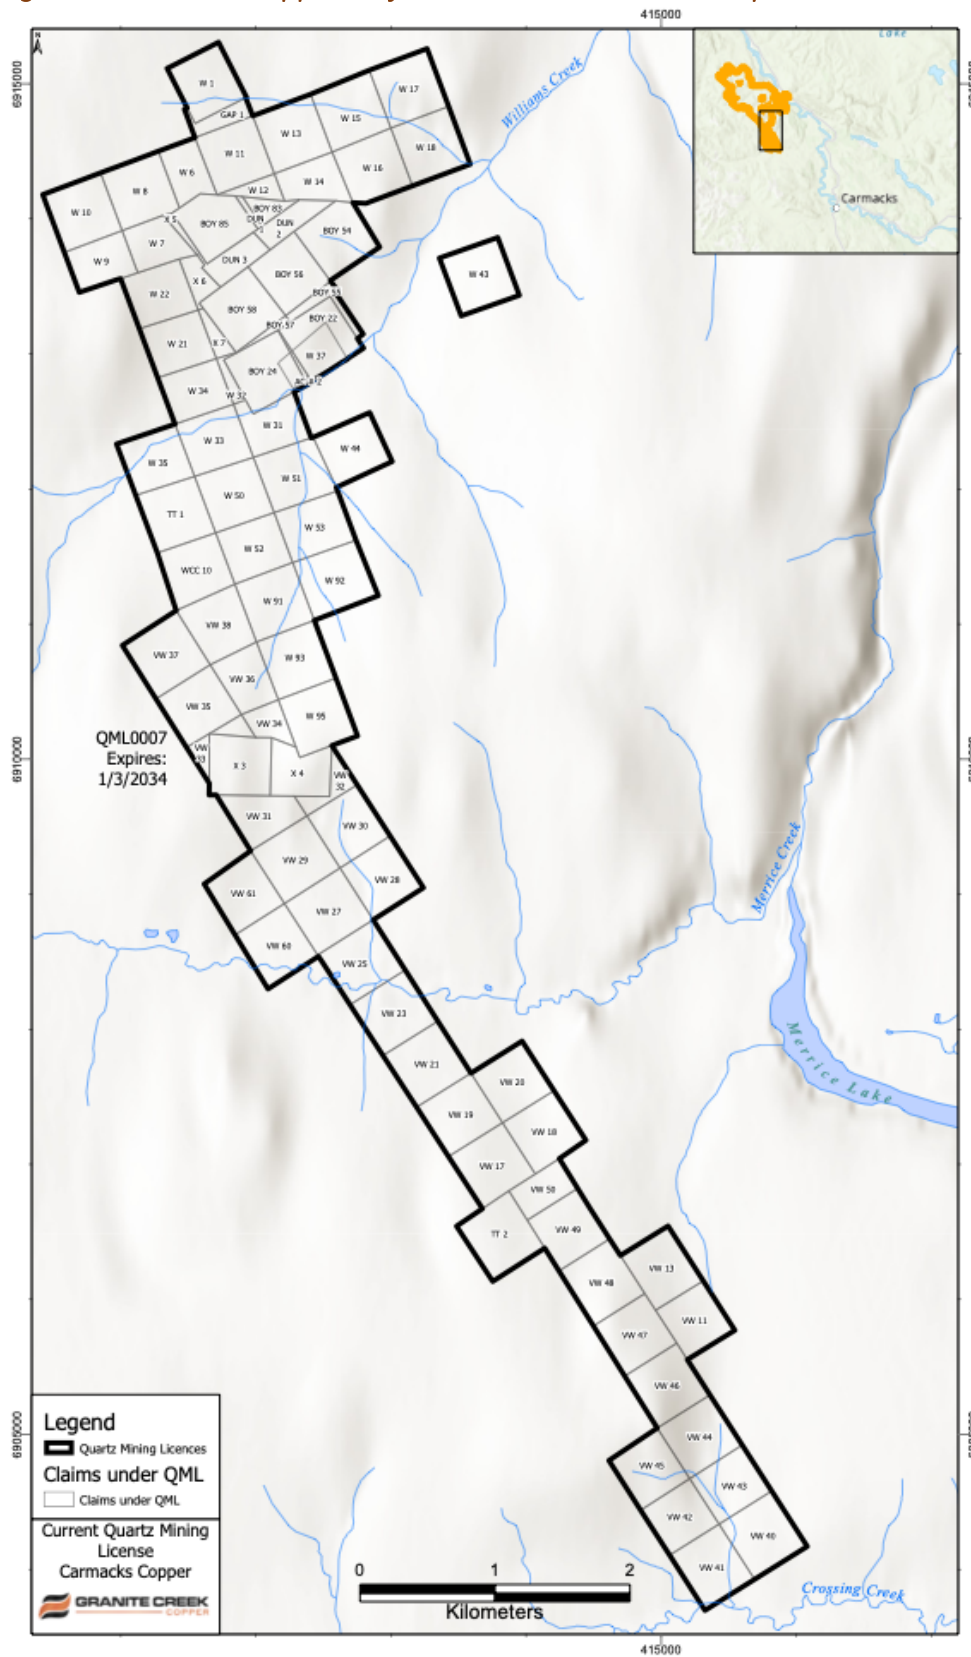 415000
6915000
N
Williams Creek
Lake
Carmacks
W 1
GAP 1
W 17
W 15
W 13
W 18
W 11
W 16
W 6
W 14
W 8
W 12
W 10
BOY 83
X 5
BOY 85
DUN 1
DUN 2
BOY 54
W 7
W 9
DUN 3
W 43
X 6
BOY 56
W 22
BOY 55
BOY 58
BOY 22
BOY 57
W 21
X 7
W 37
BOY 24
W 34
W 32
W 31
W 33
W 44
W 35
W 51
W 50
TT 1
W 53
W 52
WCC 10
W 92
W 91
VW 38
VW 37
W 93
VW 36
VW 35
W 95
VW 34
QML0007
Expires:
1/3/2034
VW 33
X 3
X 4
VW 32
6910000
VW 31
VW 30
VW 29
VW 28
VW 61
VW 27
Merrice Creek
VW 60
VW 25
VW 23
VW 21
Merrice Lake
VW 20
VW 19
VW 18
VW 17
VW 50
VW 49
TT 2
VW 13
VW 48
VW 11
VW 47
VW 46
6905000
VW 44
VW 45
VW 43
VW 42
VW 40
VW 41
Legend
Quartz Mining Licences
Claims under QML
Claims under QML
Current Quartz Mining
License
Carmacks Copper
GRANITE CREEK
COPPER
0 1 2
Kilometers
Crossing Creek
415000